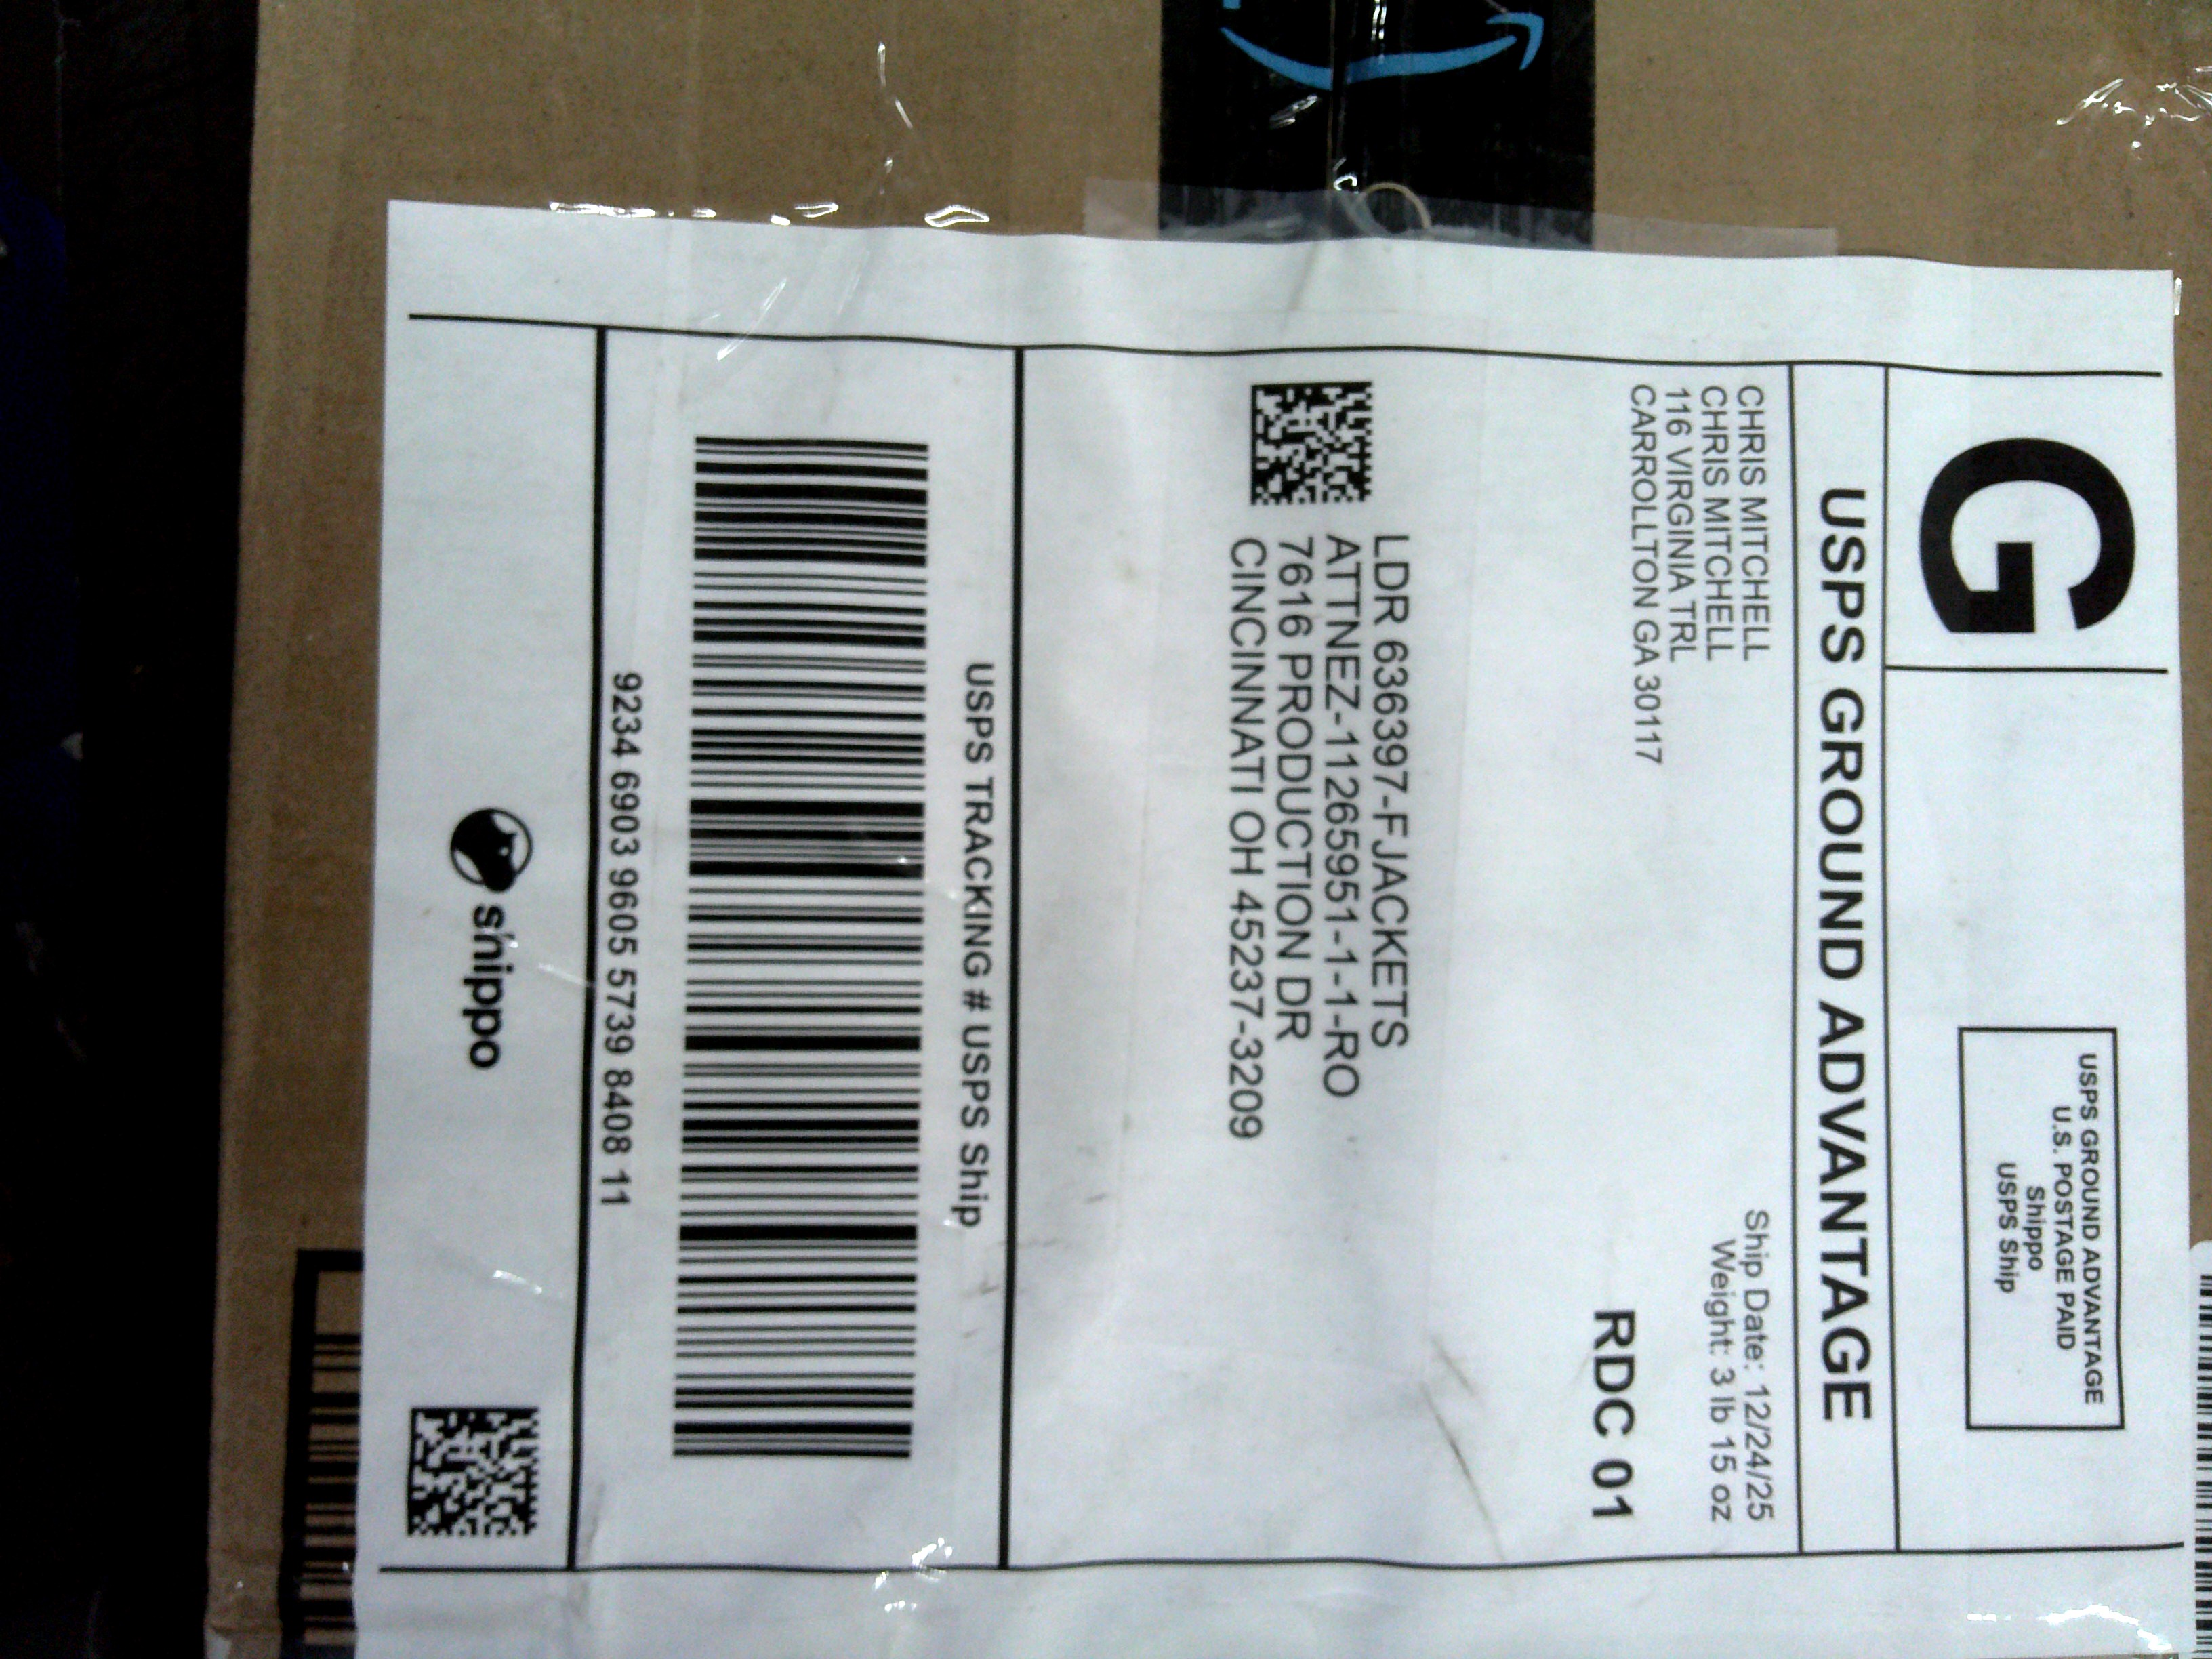 G
USPS GROUND ADVANTAGE
U.S. POSTAGE PAID
Shippo
USPS Ship
USPS GROUND ADVANTAGE
CHRIS MITCHELL
CHRIS MITCHELL
116 VIRGINIA TRL
CARROLLTON GA 30117
Ship Date: 12/24/25
Weight: 3 lb 15 oz
RDC 01
LDR 636397-FJACKETS
ATTNEZ-112659951-1-1-RO
7616 PRODUCTION DR
CINCINNATI OH 45237-3209
USPS TRACKING # USPS Ship
9234 6903 9605 5739 8408 11
shippo